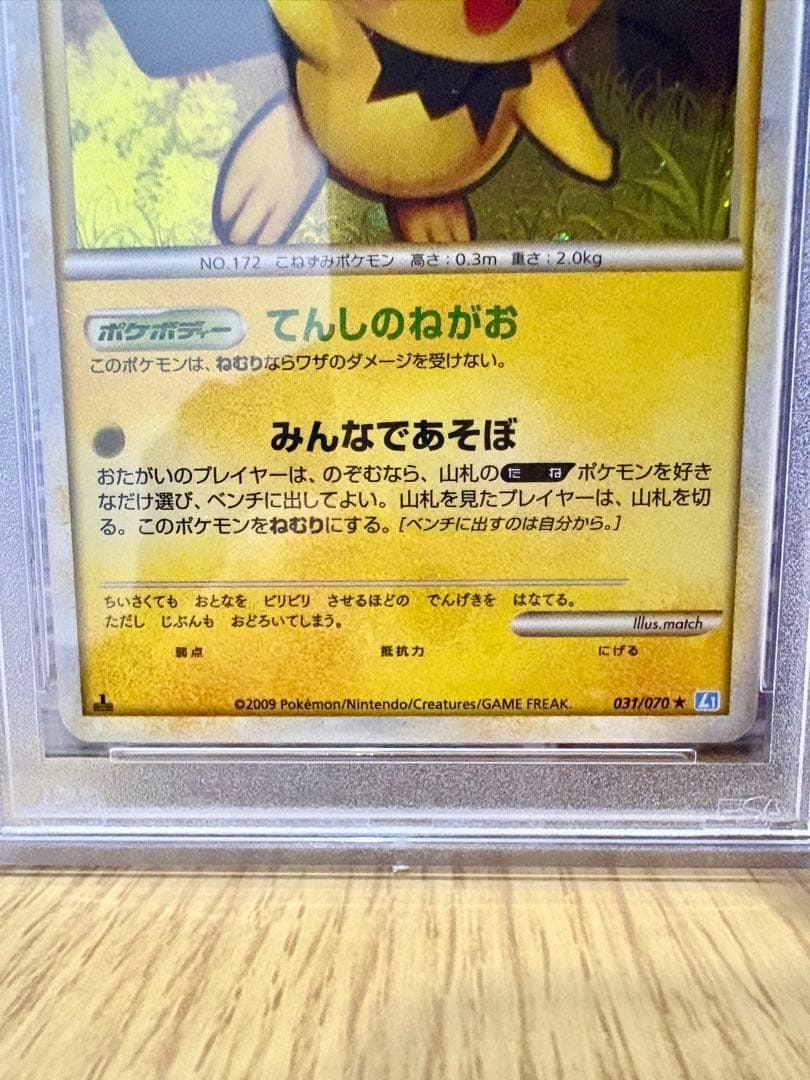 NO.172 こねずみポケモン 高さ:0.3m 重さ:2.0kg
ポケボディー てんしのねがお
このポケモンは、ねむりならワザのダメージを受けない。
みんなであそぼ
おたがいのプレイヤーは、のぞむなら、山札の たね ポケモンを好き
なだけ選び、ベンチに出してよい。山札を見たプレイヤーは、山札を切
る。このポケモンをねむりにする。[ベンチに出すのは自分から。]
ちいさくても おとなを ビリビリ させるほどの でんげきを はなてる。
ただし じぶんも おどろいてしまう。
Illus.match
弱点 抵抗力 にげる
1 ©2009 Pokémon/Nintendo/Creatures/GAME FREAK. 031/070 ★ L1